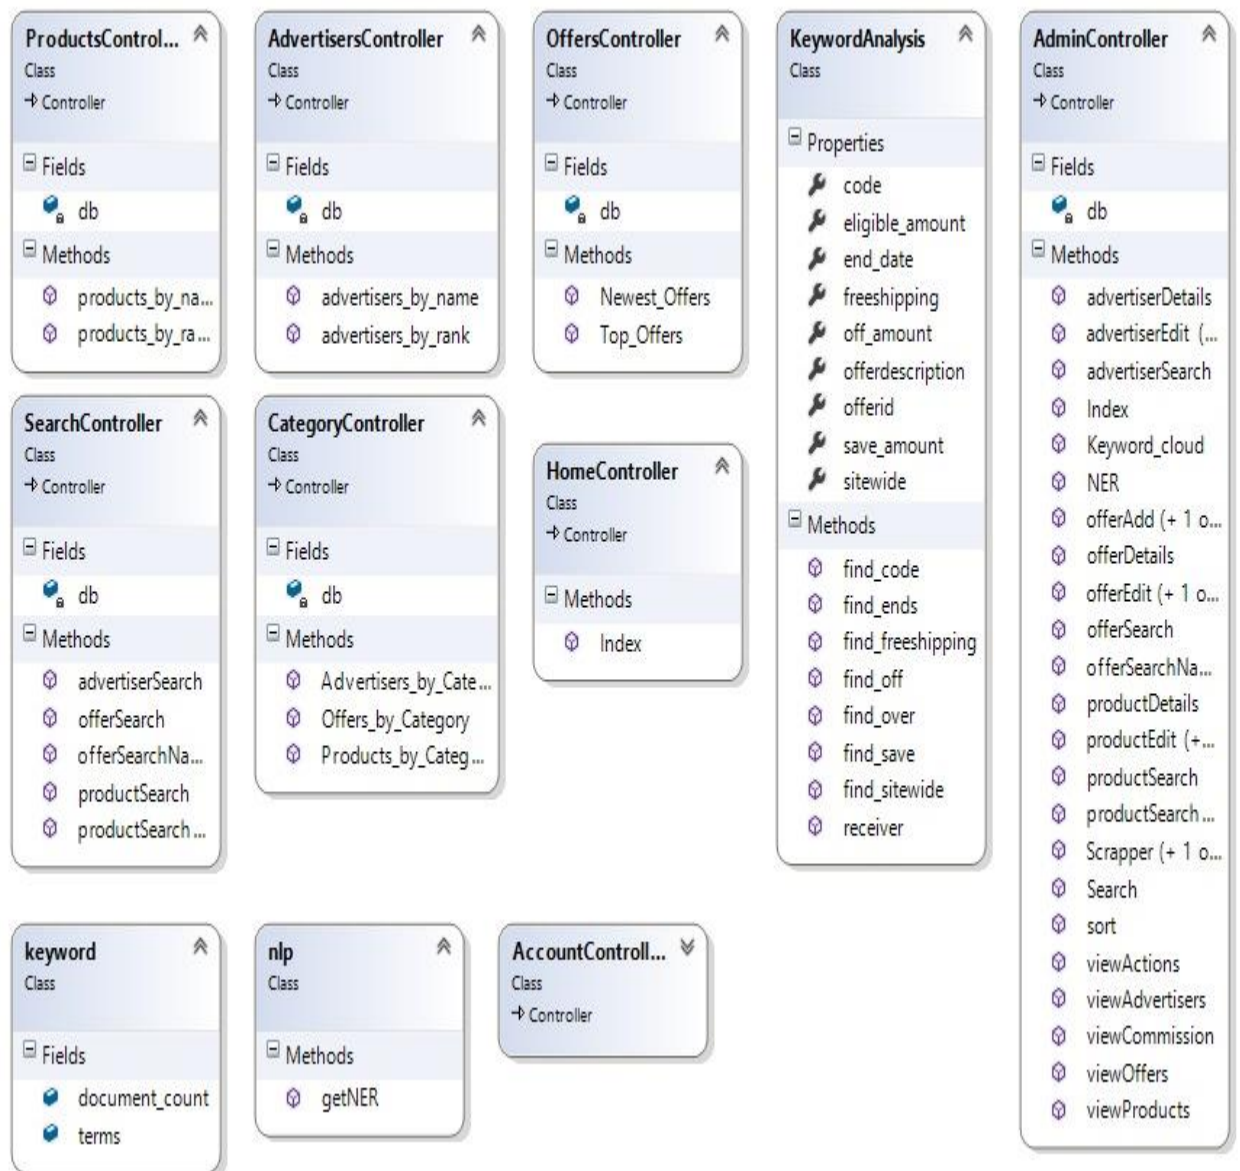 ProductsControl...
Class
Controller
Fields
db
Methods
products_by_na...
products_by_ra...
AdvertisersController
Class
Controller
Fields
db
Methods
advertisers_by_name
advertisers_by_rank
OffersController
Class
Controller
Fields
db
Methods
Newest_Offers
Top_Offers
KeywordAnalysis
Class
Properties
code
eligible_amount
end_date
freeshipping
off_amount
offerdescription
offerid
save_amount
sitewide
Methods
find_code
find_ends
find_freeshipping
find_off
find_over
find_save
find_sitewide
receiver
AdminController
Class
Controller
Fields
db
Methods
advertiserDetails
advertiserEdit (...
advertiserSearch
Index
Keyword_cloud
NER
offerAdd (+ 1 o...
offerDetails
offerEdit (+ 1 o...
offerSearch
offerSearchNa...
productDetails
productEdit (+...
productSearch
productSearch...
Scrapper (+ 1 o...
Search
sort
viewActions
viewAdvertisers
viewCommission
viewOffers
viewProducts
SearchController
Class
Controller
Fields
db
Methods
advertiserSearch
offerSearch
offerSearchNa...
productSearch
productSearch...
CategoryController
Class
Controller
Fields
db
Methods
Advertisers_by_Cate...
Offers_by_Category
Products_by_Categ...
HomeController
Class
Controller
Methods
Index
keyword
Class
Fields
document_count
terms
nlp
Class
Methods
getNER
AccountControll...
Class
Controller